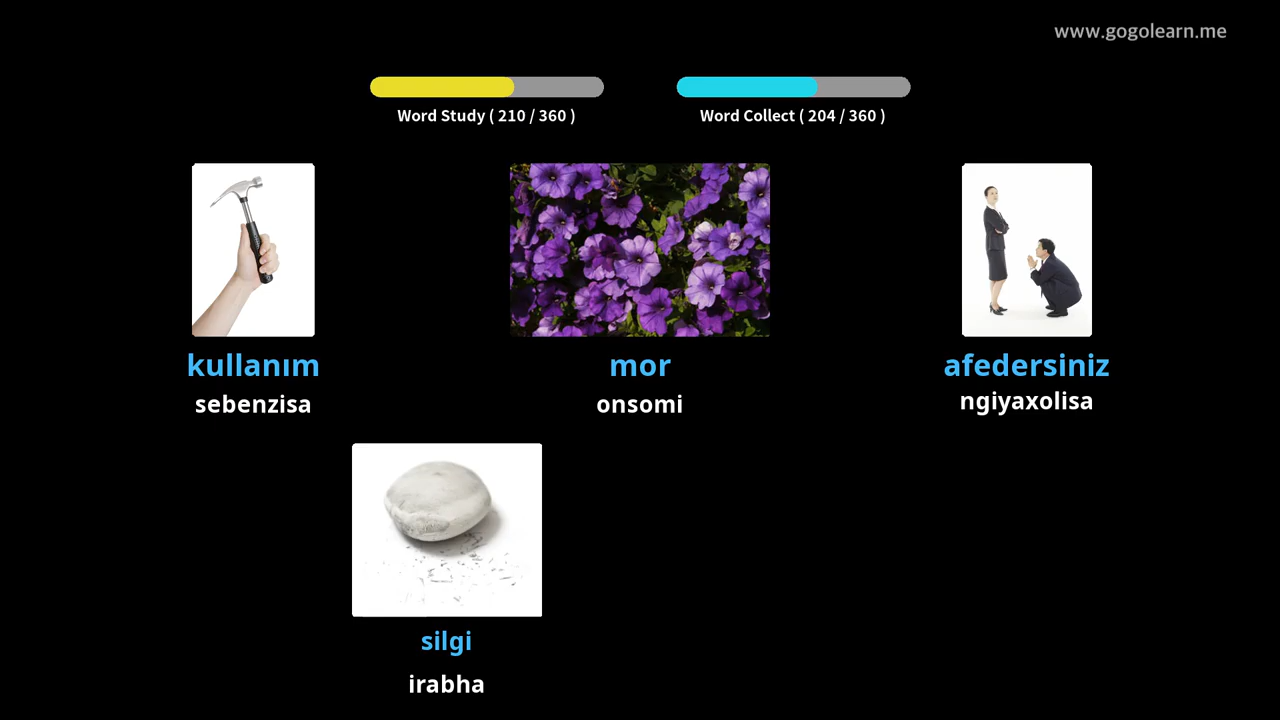 www.gogolearn.me
Word Study ( 210 / 360 )
Word Collect ( 204 / 360 )
kullanım
sebenzisa
mor
onsomi
afedersiniz
ngiyaxolisa
silgi
irabha